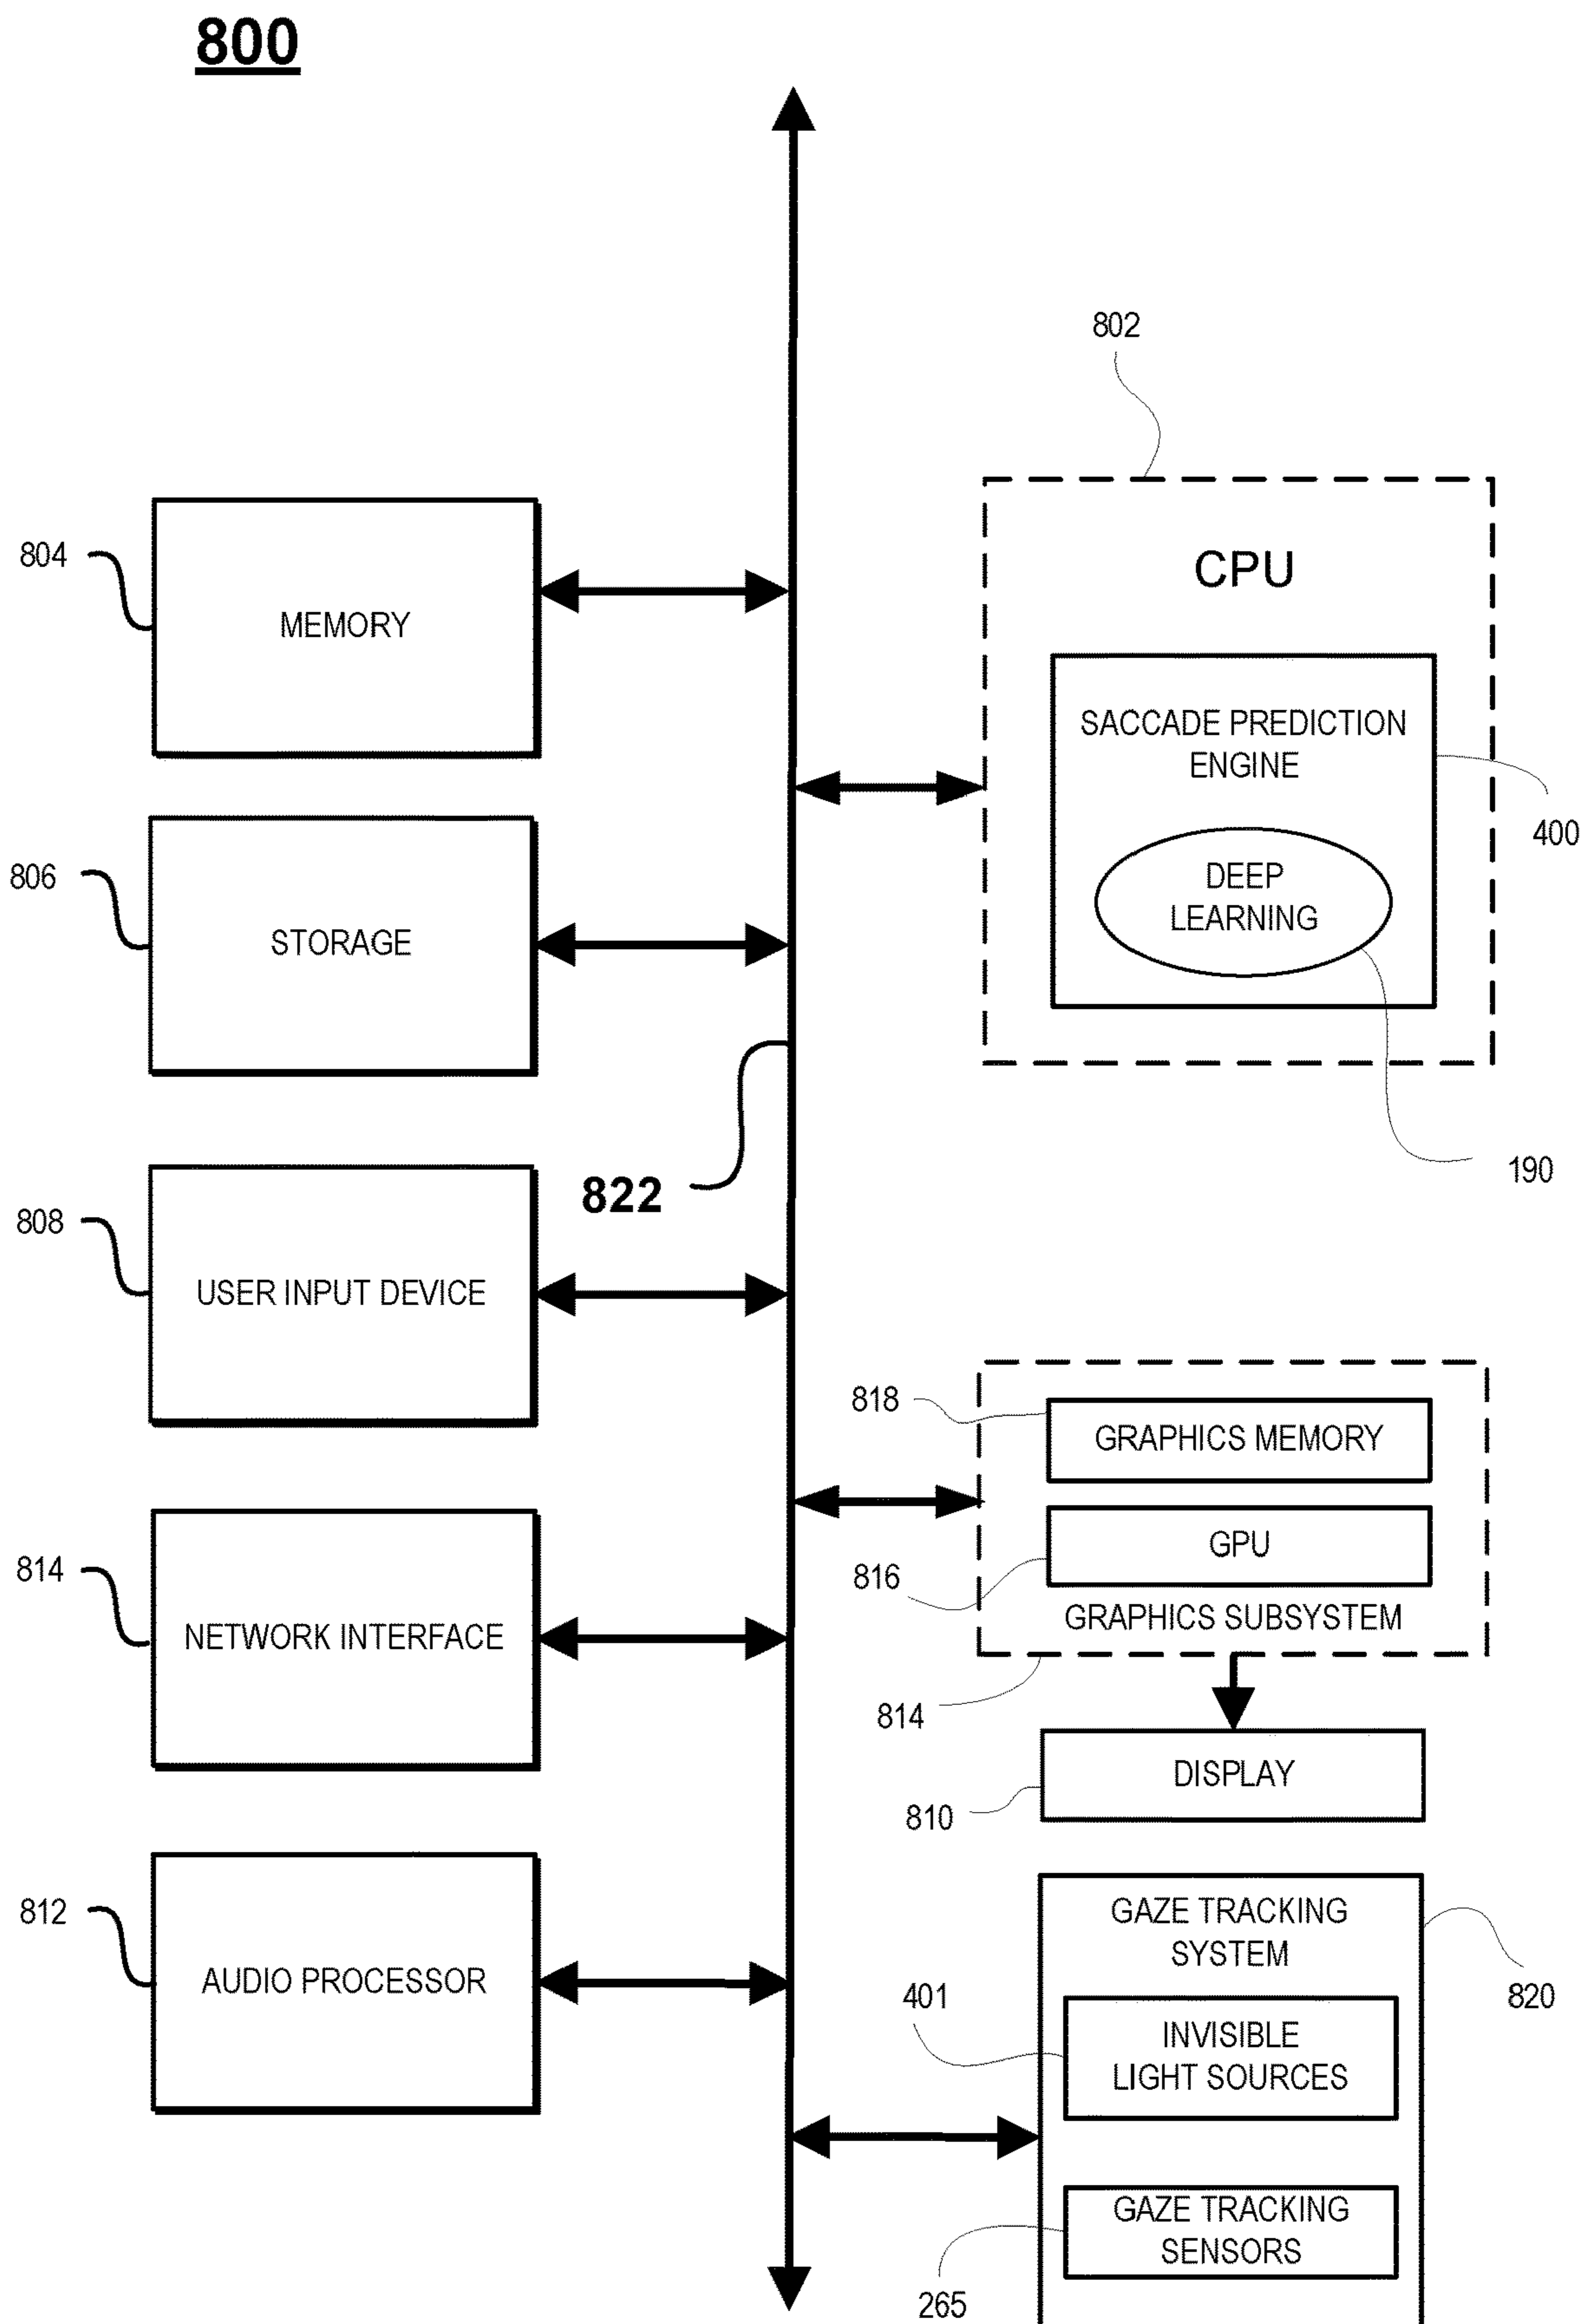 800
802
804
MEMORY
CPU
SACCADE PREDICTION
ENGINE
400
DEEP
LEARNING
190
806
STORAGE
822
808
USER INPUT DEVICE
818
GRAPHICS MEMORY
816
GPU
GRAPHICS SUBSYSTEM
814
814
NETWORK INTERFACE
810
DISPLAY
812
AUDIO PROCESSOR
GAZE TRACKING
SYSTEM
820
401
INVISIBLE
LIGHT SOURCES
GAZE TRACKING
SENSORS
265